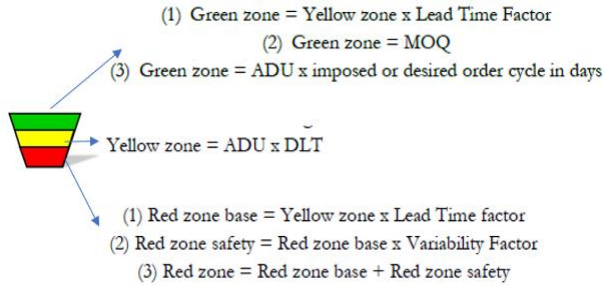 (1) Green zone = Yellow zone x Lead Time Factor
(2) Green zone = MOQ
(3) Green zone = ADU x imposed or desired order cycle in days
Yellow zone = ADU x DLT
(1) Red zone base = Yellow zone x Lead Time factor
(2) Red zone safety = Red zone base x Variability Factor
(3) Red zone = Red zone base + Red zone safety